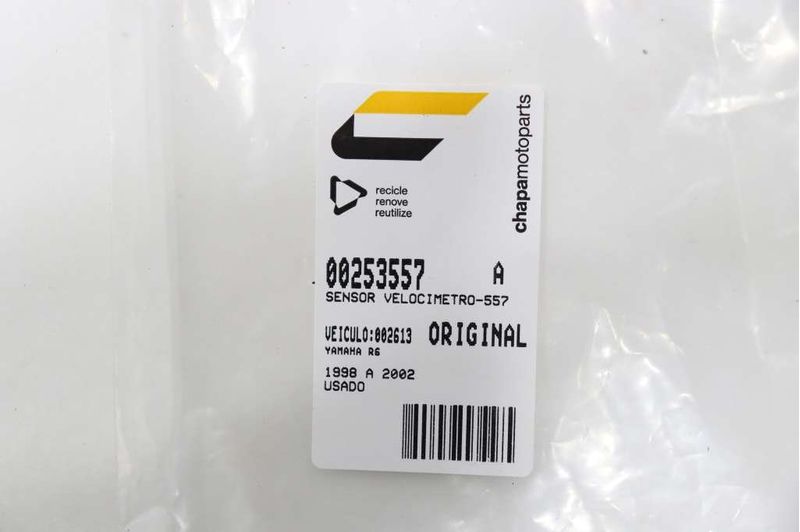 chapamotoparts
recicle
renove
reutilize
00253557 A
SENSOR VELOCIMETRO-557
VEICULO:002613 ORIGINAL
YAMAHA R6
1998 A 2002
USADO